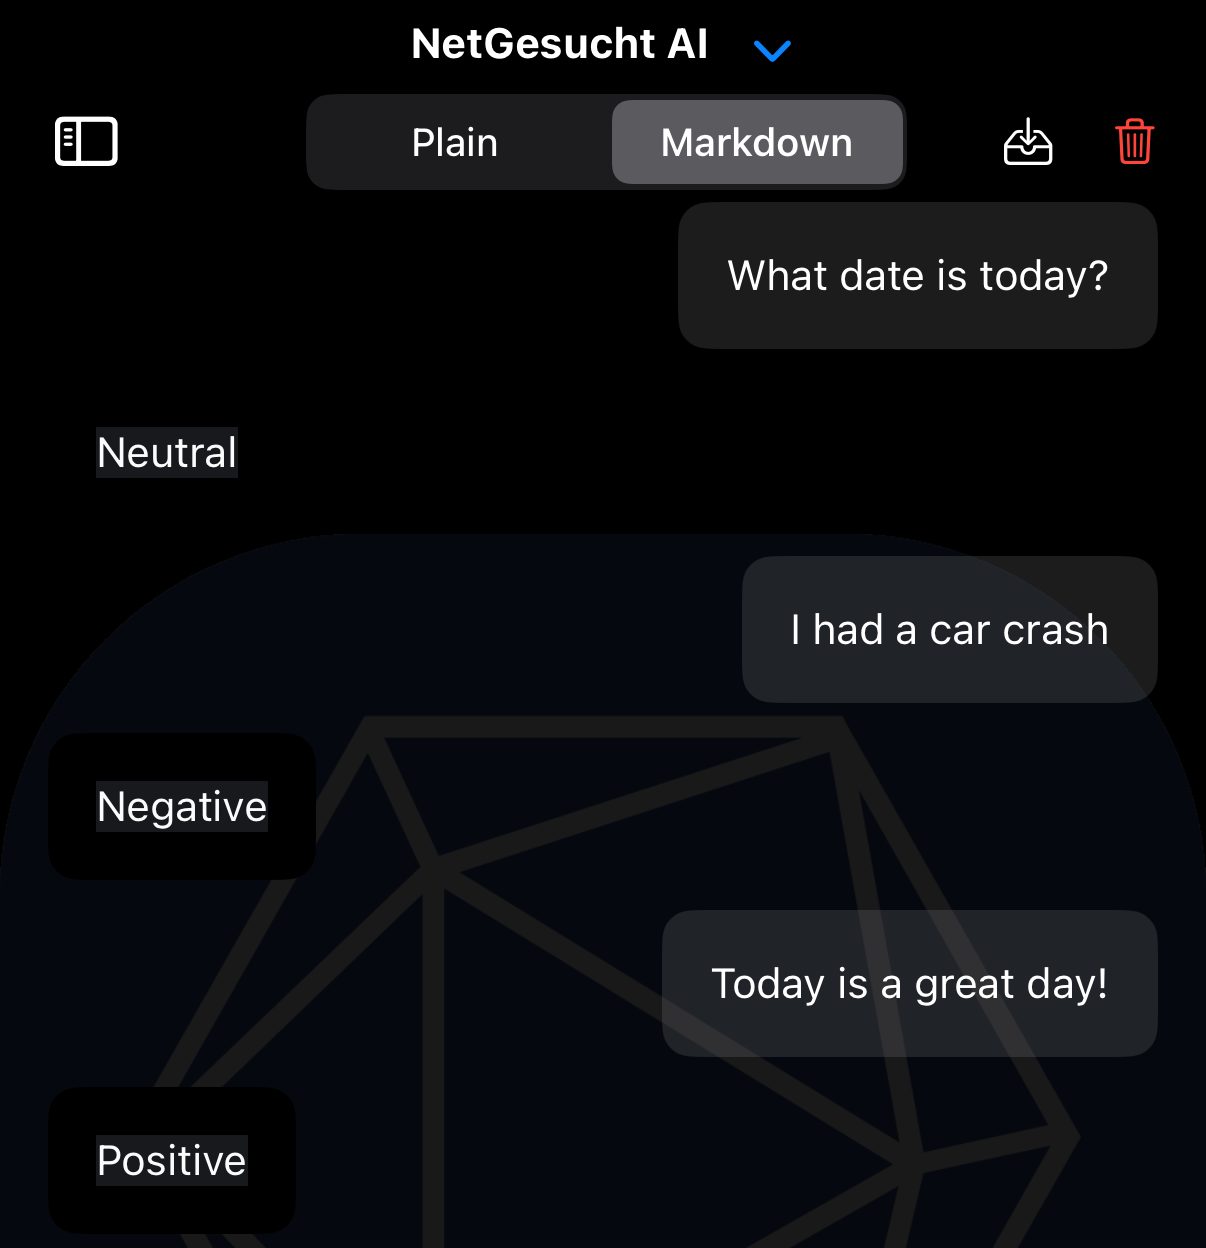 NetGesucht AI
Plain
Markdown
What date is today?
Neutral
I had a car crash
Negative
Today is a great day!
Positive